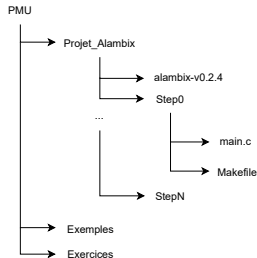 PMU
Projet_Alambix
alambix-v0.2.4
Step0
...
main.c
Makefile
StepN
Exemples
Exercices